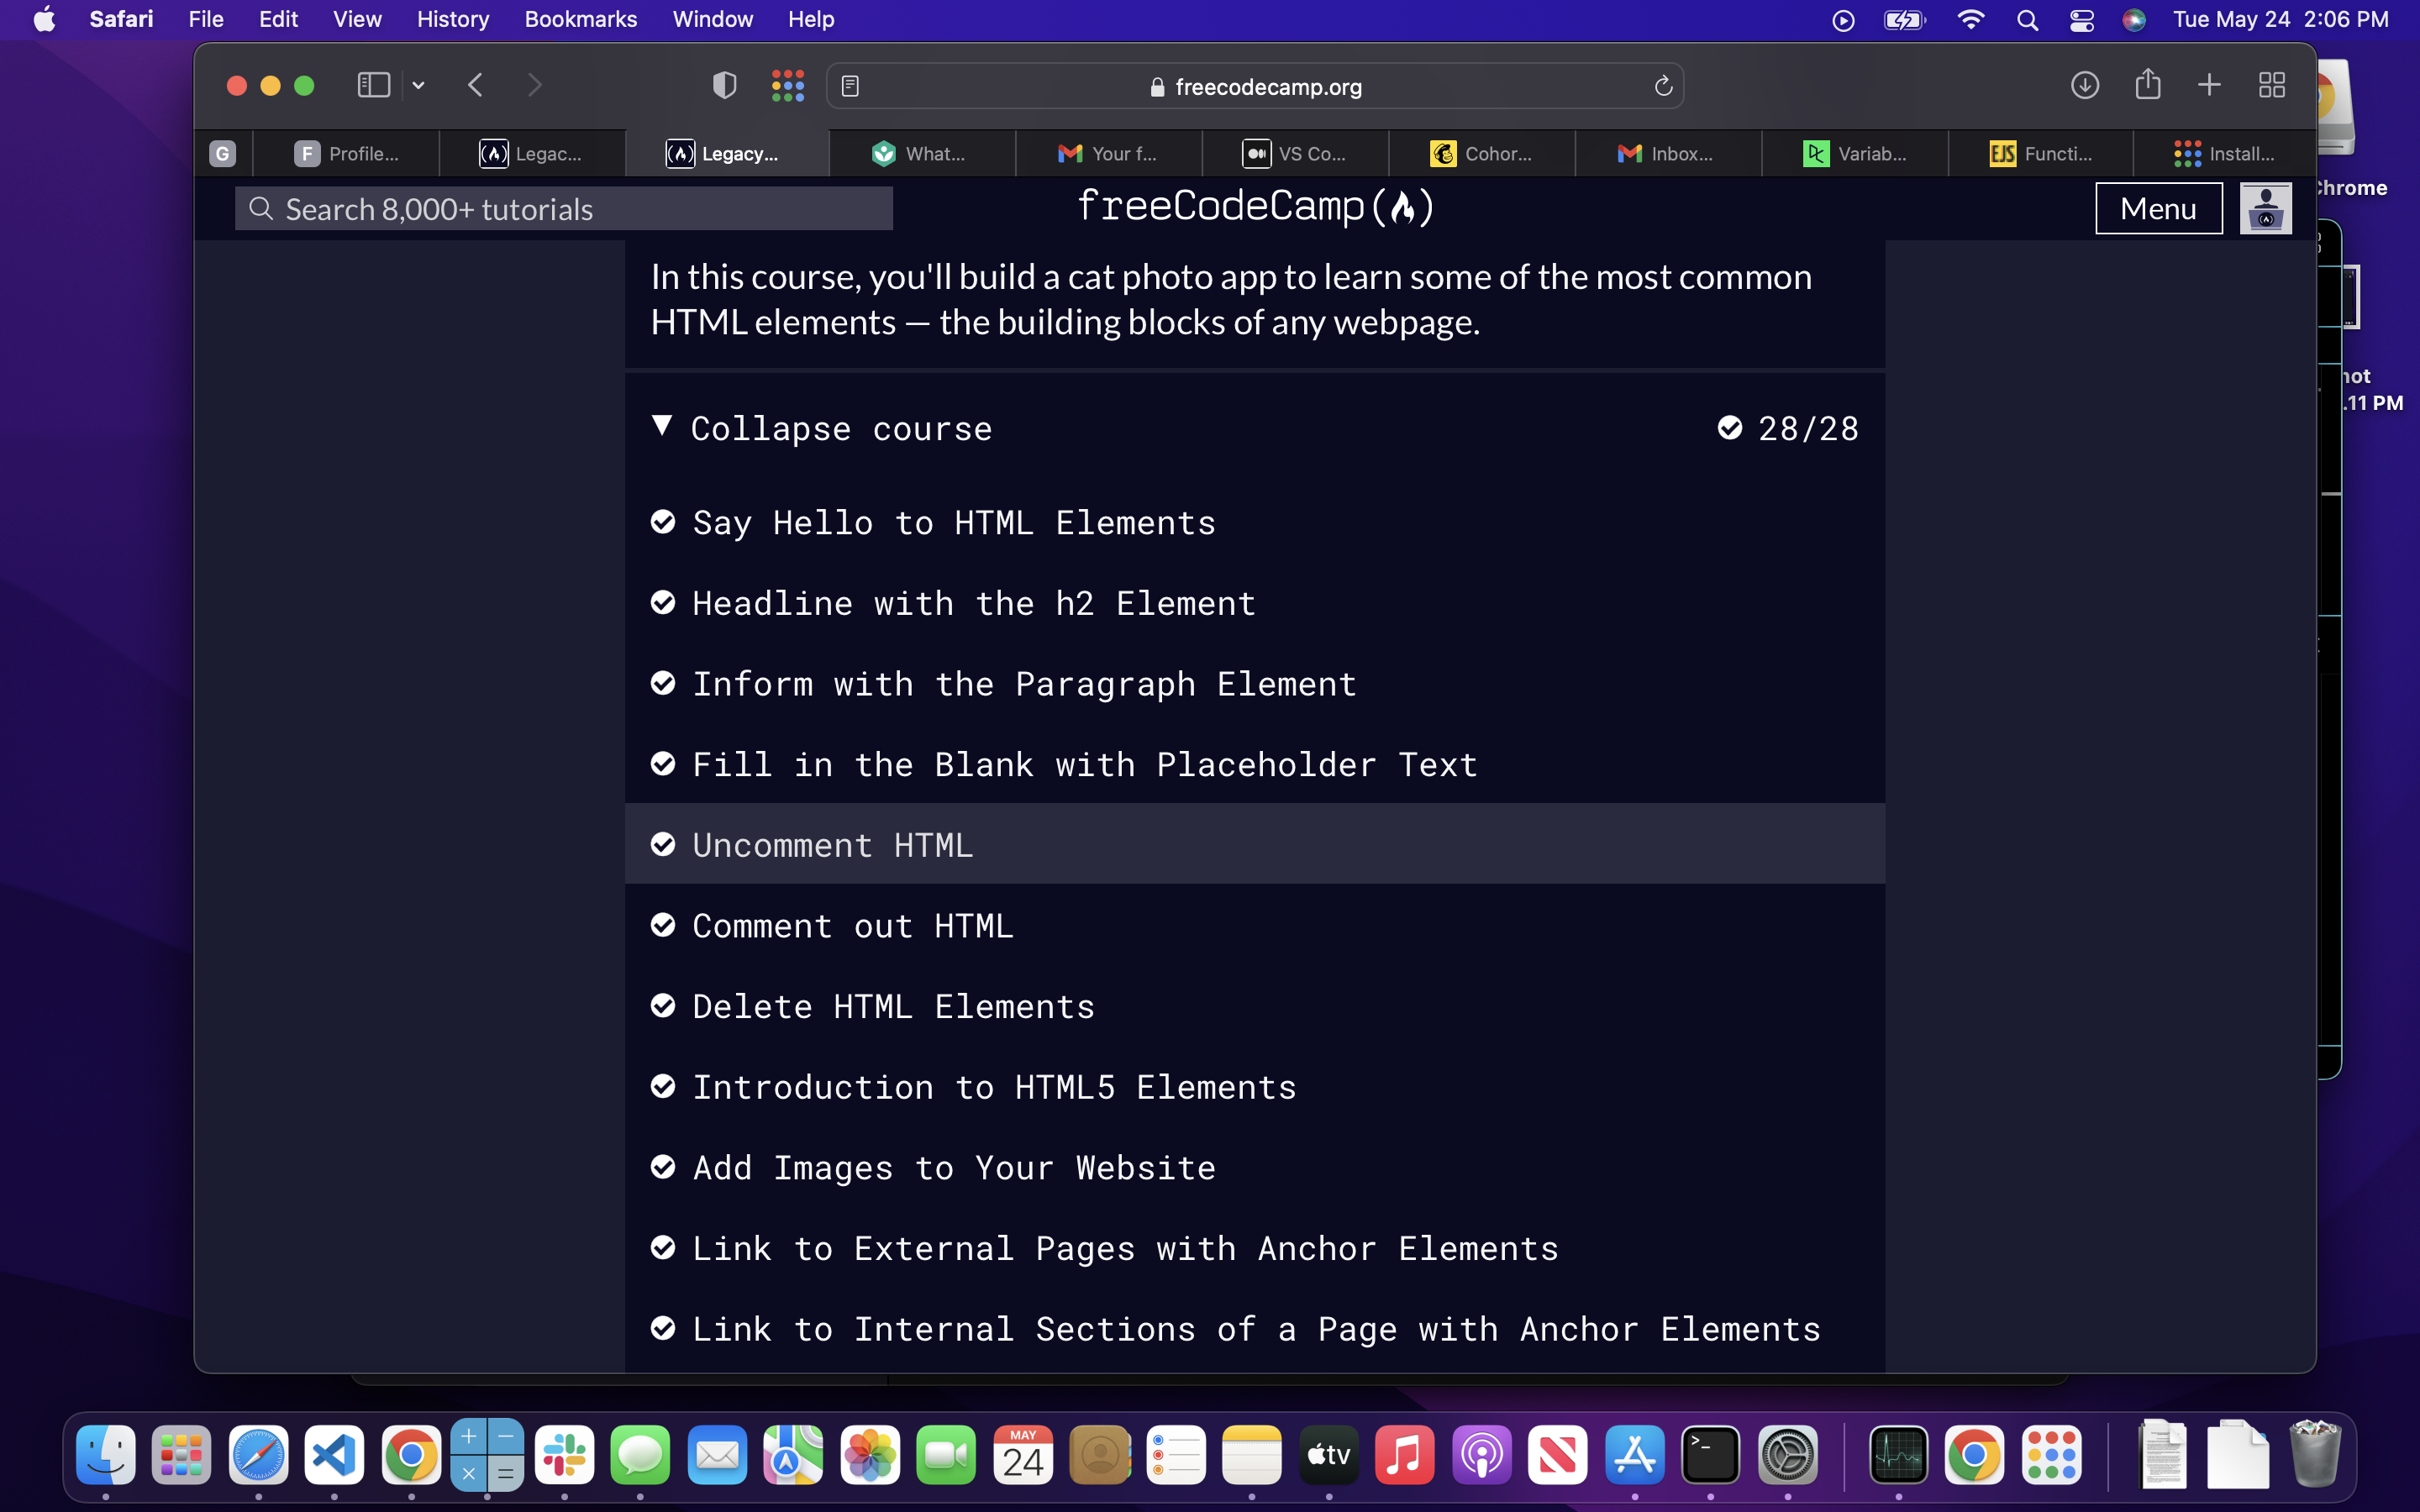 Safari File Edit View History Bookmarks Window Help Tue May 24 2:06 PM
freecodecamp.org
G F Profile... Legac... Legacy... What... Your f... VS Co... Cohor... Inbox... Variab... EJS Functi... Install...
Search 8,000+ tutorials freeCodeCamp Menu
Chrome
In this course, you'll build a cat photo app to learn some of the most common
HTML elements — the building blocks of any webpage.
Collapse course 28/28
.11 PM
Say Hello to HTML Elements
Headline with the h2 Element
Inform with the Paragraph Element
Fill in the Blank with Placeholder Text
Uncomment HTML
Comment out HTML
Delete HTML Elements
Introduction to HTML5 Elements
Add Images to Your Website
Link to External Pages with Anchor Elements
Link to Internal Sections of a Page with Anchor Elements
MAY
24
tv